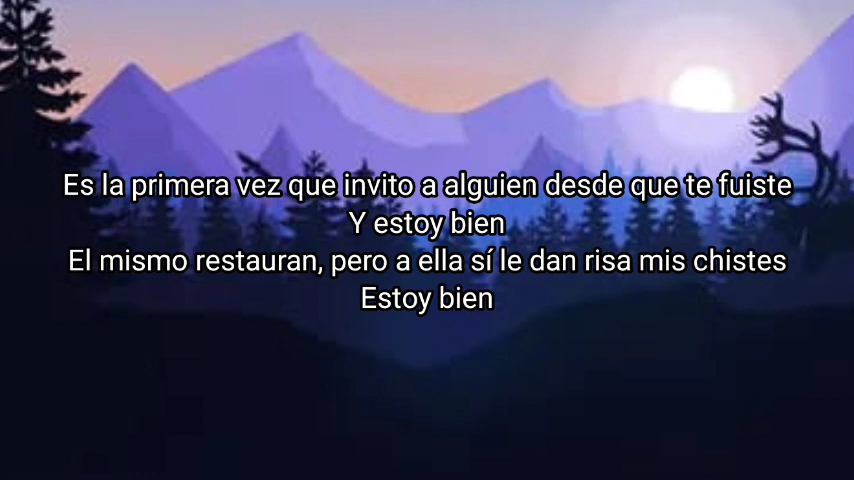 Es la primera vez que invito a alguien desde que te fuiste
Y estoy bien
El mismo restauran, pero a ella sí le dan risa mis chistes
Estoy bien